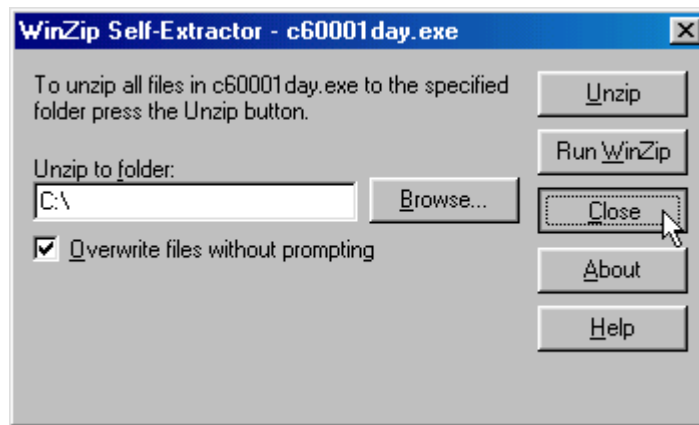 WinZip Self-Extractor - c60001day.exe
To unzip all files in c60001day.exe to the specified
folder press the Unzip button.
Unzip to folder:
C:\
Browse...
Overwrite files without prompting
Unzip
Run WinZip
Close
About
Help